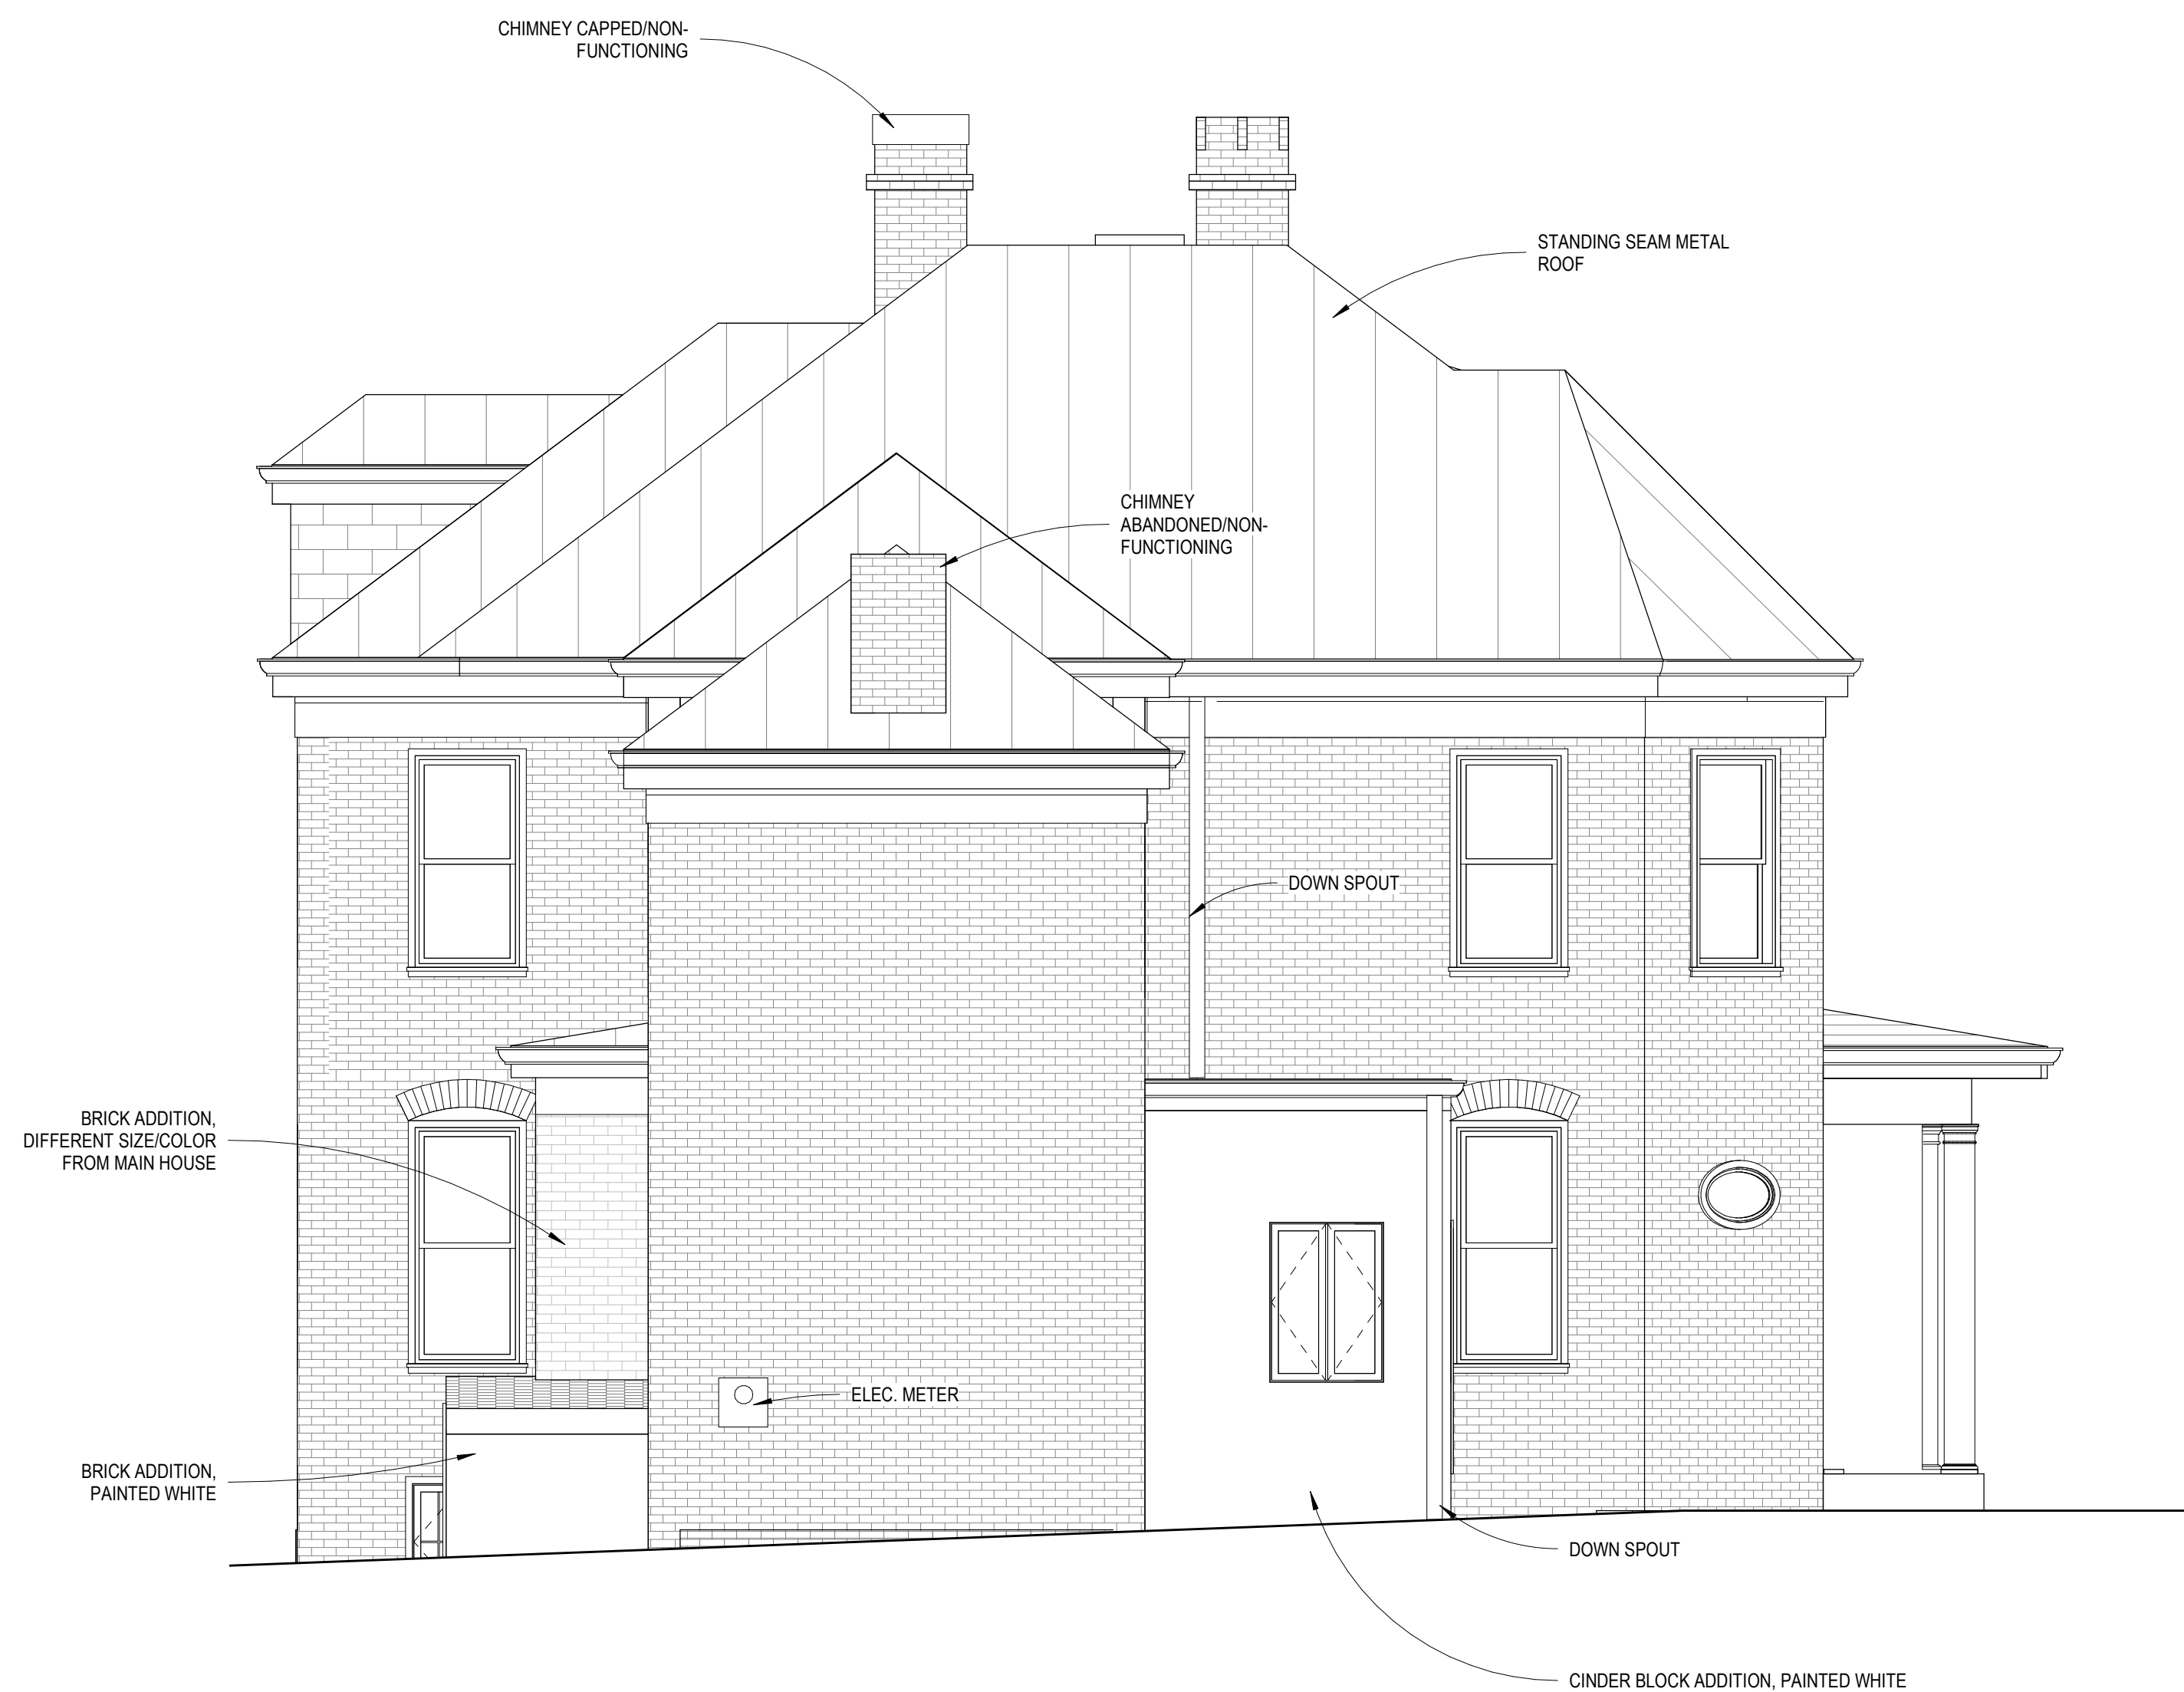 CHIMNEY CAPPED/NON-
FUNCTIONING
STANDING SEAM METAL
ROOF
CHIMNEY
ABANDONED/NON-
FUNCTIONING
DOWN SPOUT
BRICK ADDITION,
DIFFERENT SIZE/COLOR
FROM MAIN HOUSE
ELEC. METER
BRICK ADDITION,
PAINTED WHITE
DOWN SPOUT
CINDER BLOCK ADDITION, PAINTED WHITE